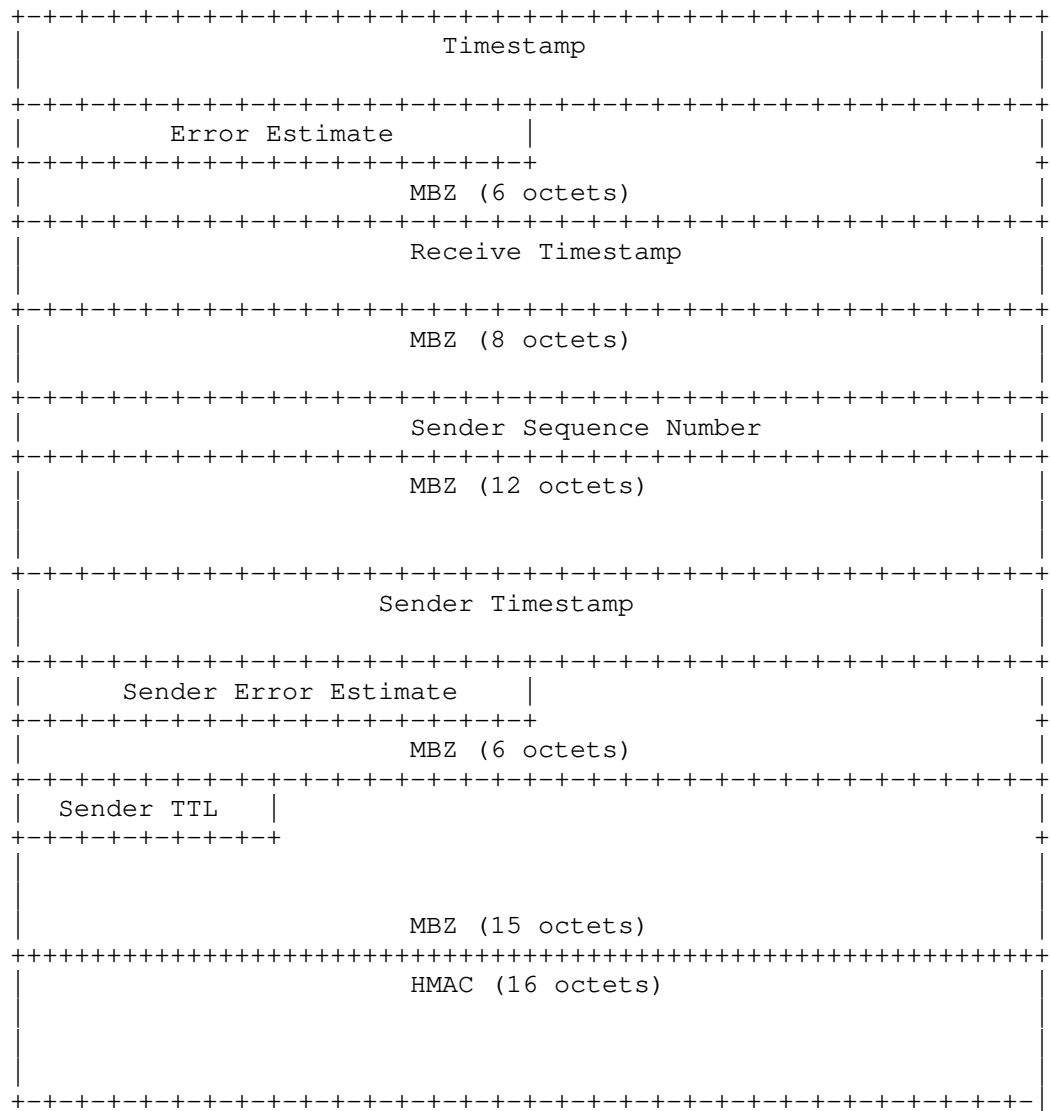 Timestamp
Error Estimate
MBZ (6 octets)
Receive Timestamp
MBZ (8 octets)
Sender Sequence Number
MBZ (12 octets)
Sender Timestamp
Sender Error Estimate
MBZ (6 octets)
Sender TTL
MBZ (15 octets)
HMAC (16 octets)